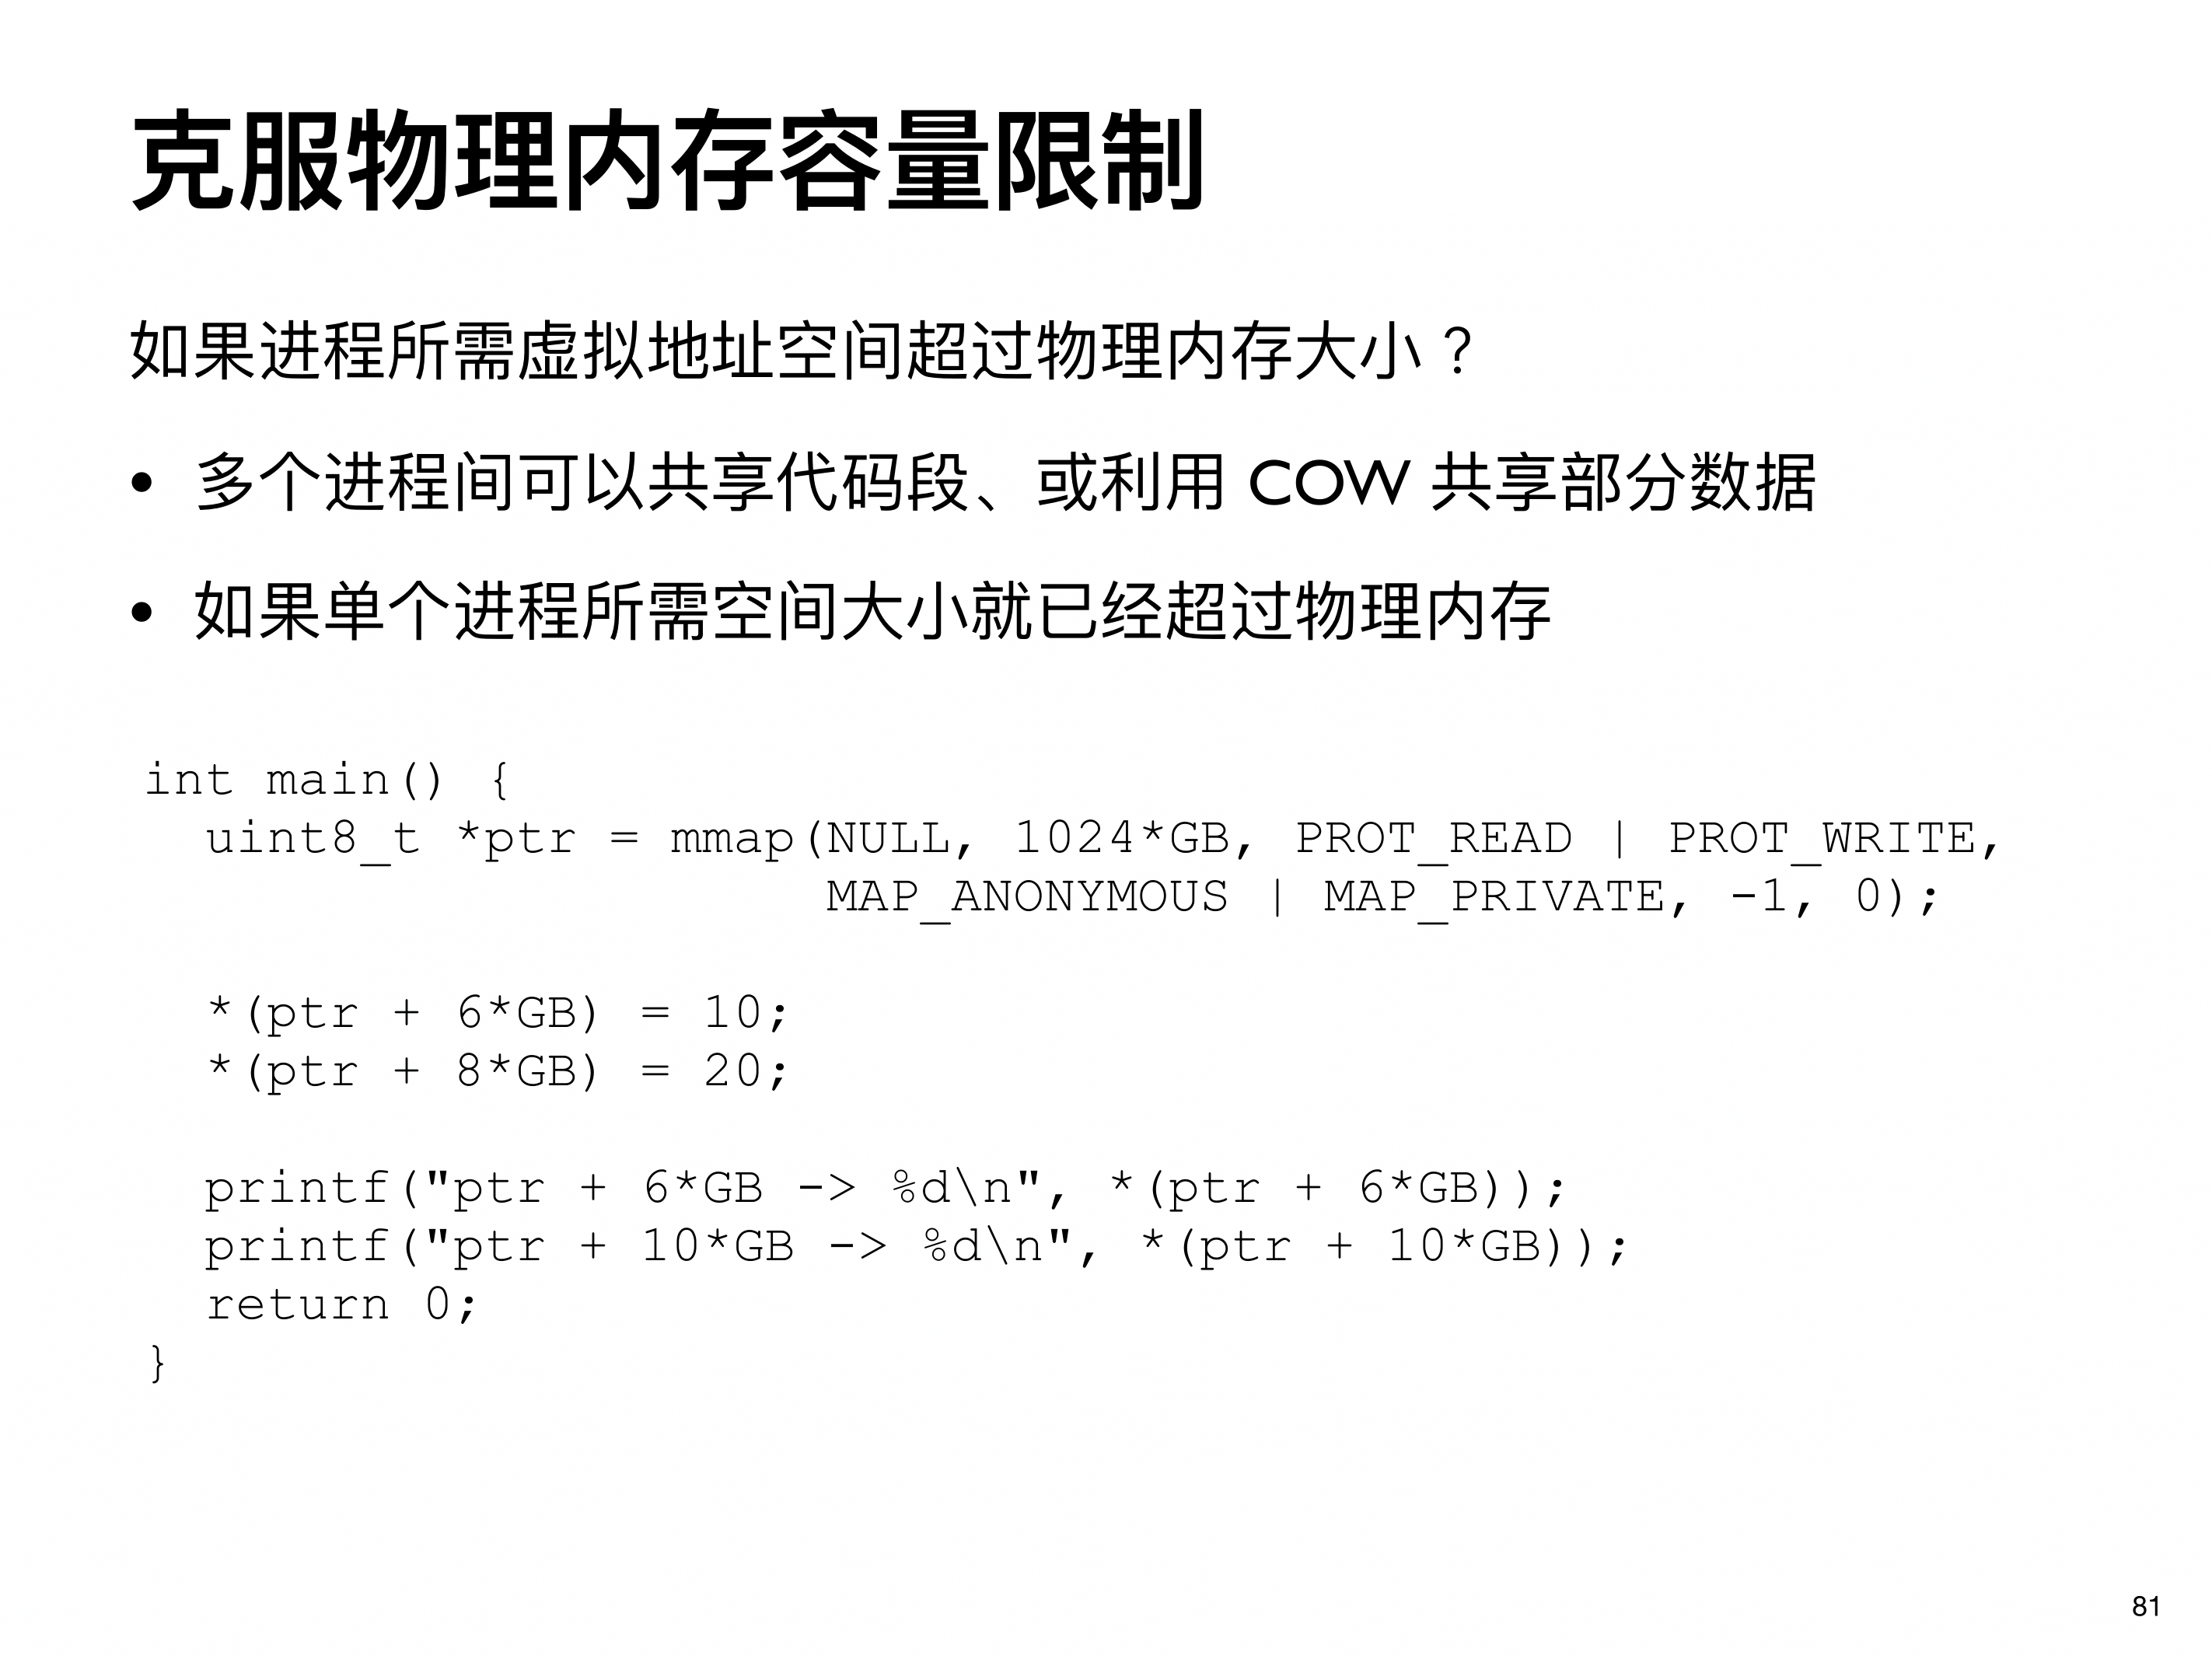 克服物理内存容量限制
如果进程所需虚拟地址空间超过物理内存大小？
• 多个进程间可以共享代码段、或利用 COW 共享部分数据
• 如果单个进程所需空间大小就已经超过物理内存
int main() {
  uint8_t *ptr = mmap(NULL, 1024*GB, PROT_READ | PROT_WRITE,
                      MAP_ANONYMOUS | MAP_PRIVATE, -1, 0);
  *(ptr + 6*GB) = 10;
  *(ptr + 8*GB) = 20;
  printf("ptr + 6*GB -> %d\n", *(ptr + 6*GB));
  printf("ptr + 10*GB -> %d\n", *(ptr + 10*GB));
  return 0;
}
81